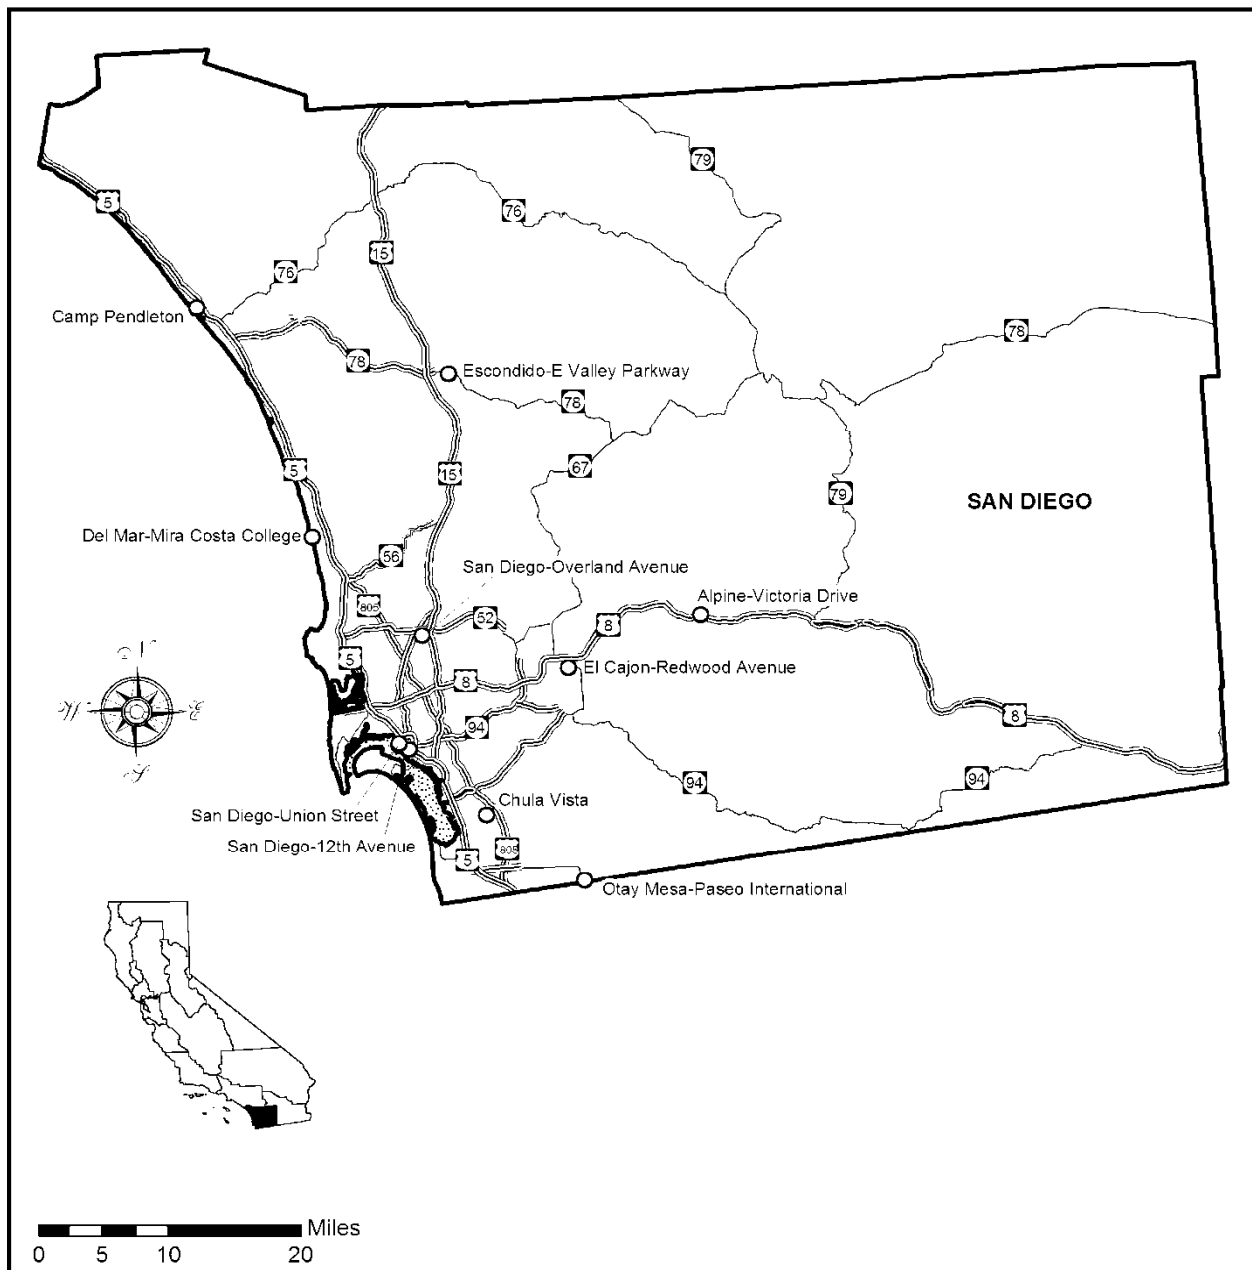 79
5
76
15
76
78
Camp Pendleton
78
Escondido-E Valley Parkway
78
67
5
15
79
SAN DIEGO
Del Mar-Mira Costa College
56
San Diego-Overland Avenue
Alpine-Victoria Drive
805
52
8
5
El Cajon-Redwood Avenue
8
N
W
E
S
94
8
94
94
Chula Vista
San Diego-Union Street
San Diego-12th Avenue
805
5
Otay Mesa-Paseo International
Miles
0 5 10 20